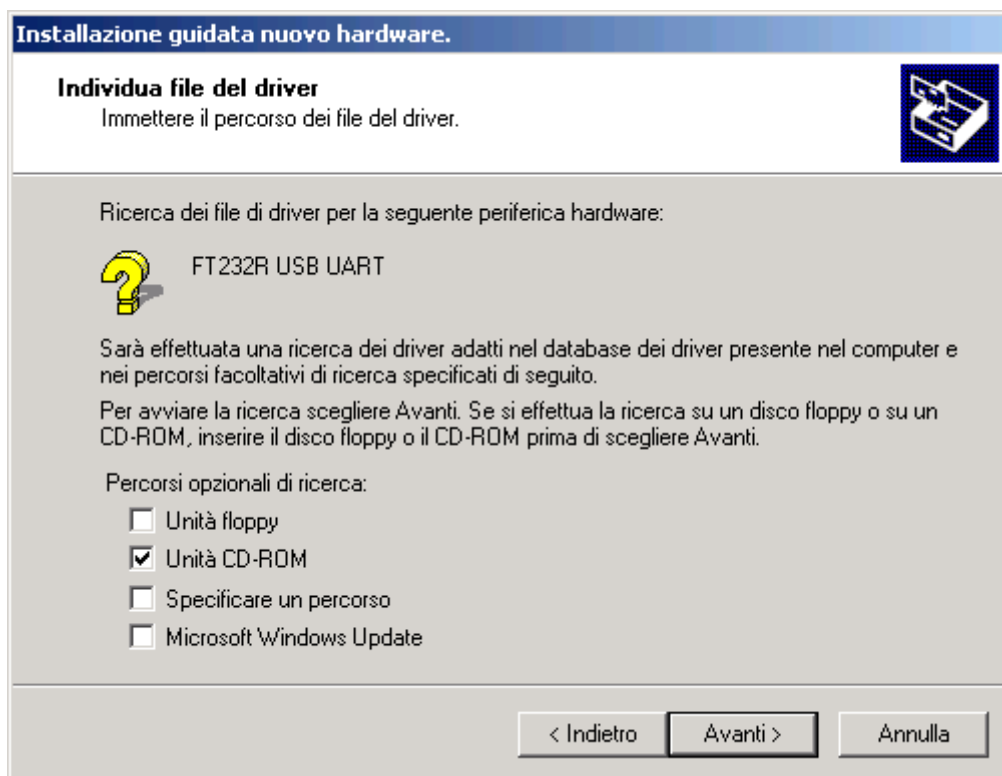 Installazione guidata nuovo hardware.
Individua file del driver
Immettere il percorso dei file del driver.
Ricerca dei file di driver per la seguente periferica hardware:
FT232R USB UART
Sarà effettuata una ricerca dei driver adatti nel database dei driver presente nel computer e
nei percorsi facoltativi di ricerca specificati di seguito.
Per avviare la ricerca scegliere Avanti. Se si effettua la ricerca su un disco floppy o su un
CD-ROM, inserire il disco floppy o il CD-ROM prima di scegliere Avanti.
Percorsi opzionali di ricerca:
Unità floppy
Unità CD-ROM
Specificare un percorso
Microsoft Windows Update
< Indietro Avanti > Annulla